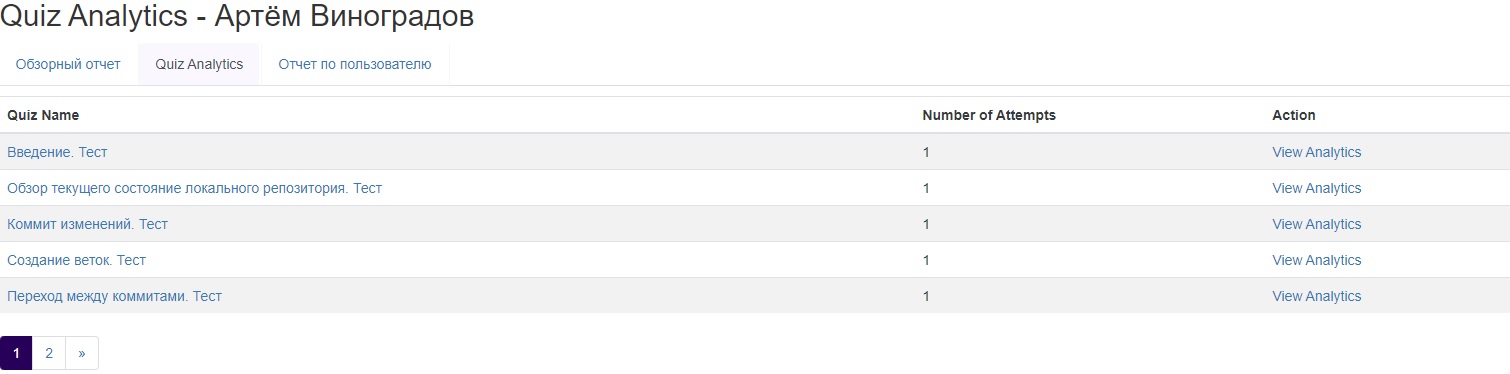 Quiz Analytics - Артём Виноградов
Обзорный отчет Quiz Analytics Отчет по пользователю
Quiz Name Number of Attempts Action
Введение. Тест 1 View Analytics
Обзор текущего состояние локального репозитория. Тест 1 View Analytics
Коммит изменений. Тест 1 View Analytics
Создание веток. Тест 1 View Analytics
Переход между коммитами. Тест 1 View Analytics
1 2 »